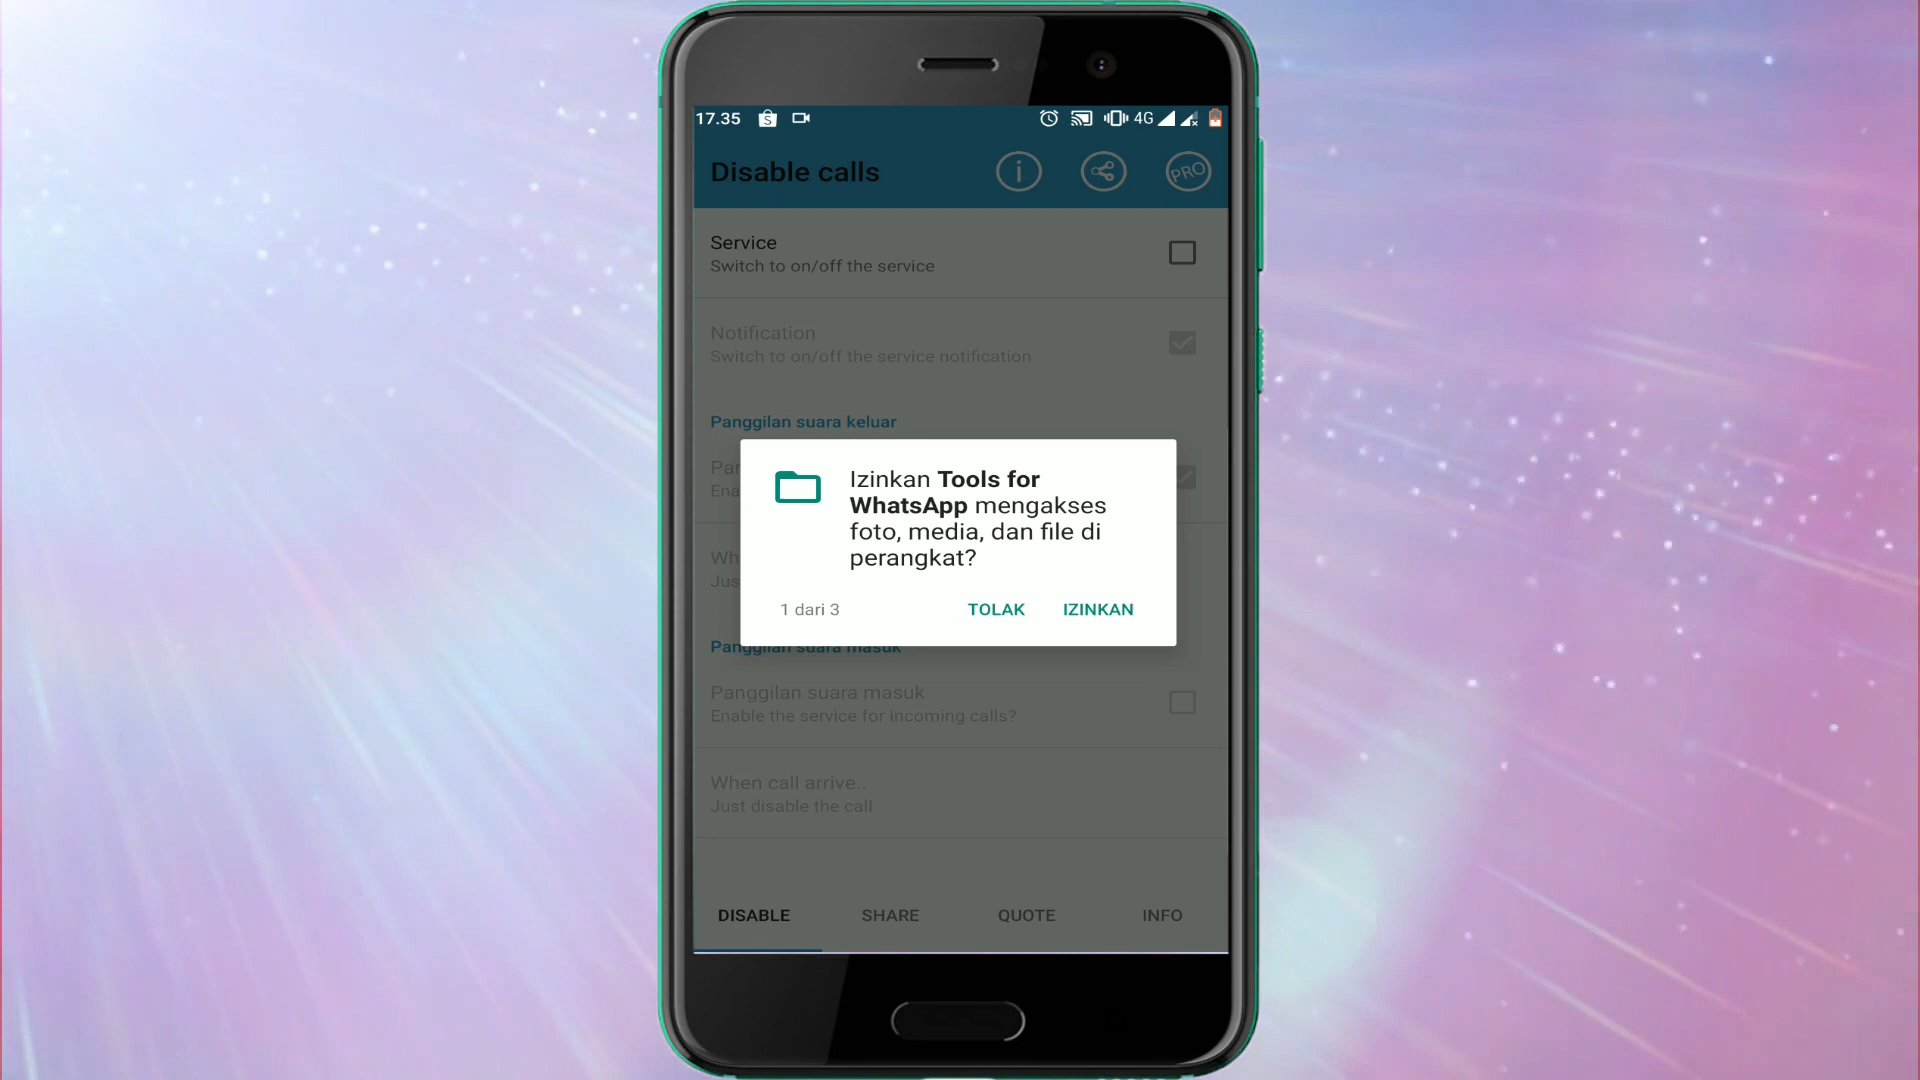 17.35
4G
Disable calls
PRO
Service
Switch to on/off the service
Notification
Switch to on/off the service notification
Panggilan suara keluar
Izinkan Tools for
WhatsApp mengakses
foto, media, dan file di
perangkat?
1 dari 3
TOLAK
IZINKAN
Panggilan suara masuk
Panggilan suara masuk
Enable the service for incoming calls?
When call arrive..
Just disable the call
DISABLE
SHARE
QUOTE
INFO